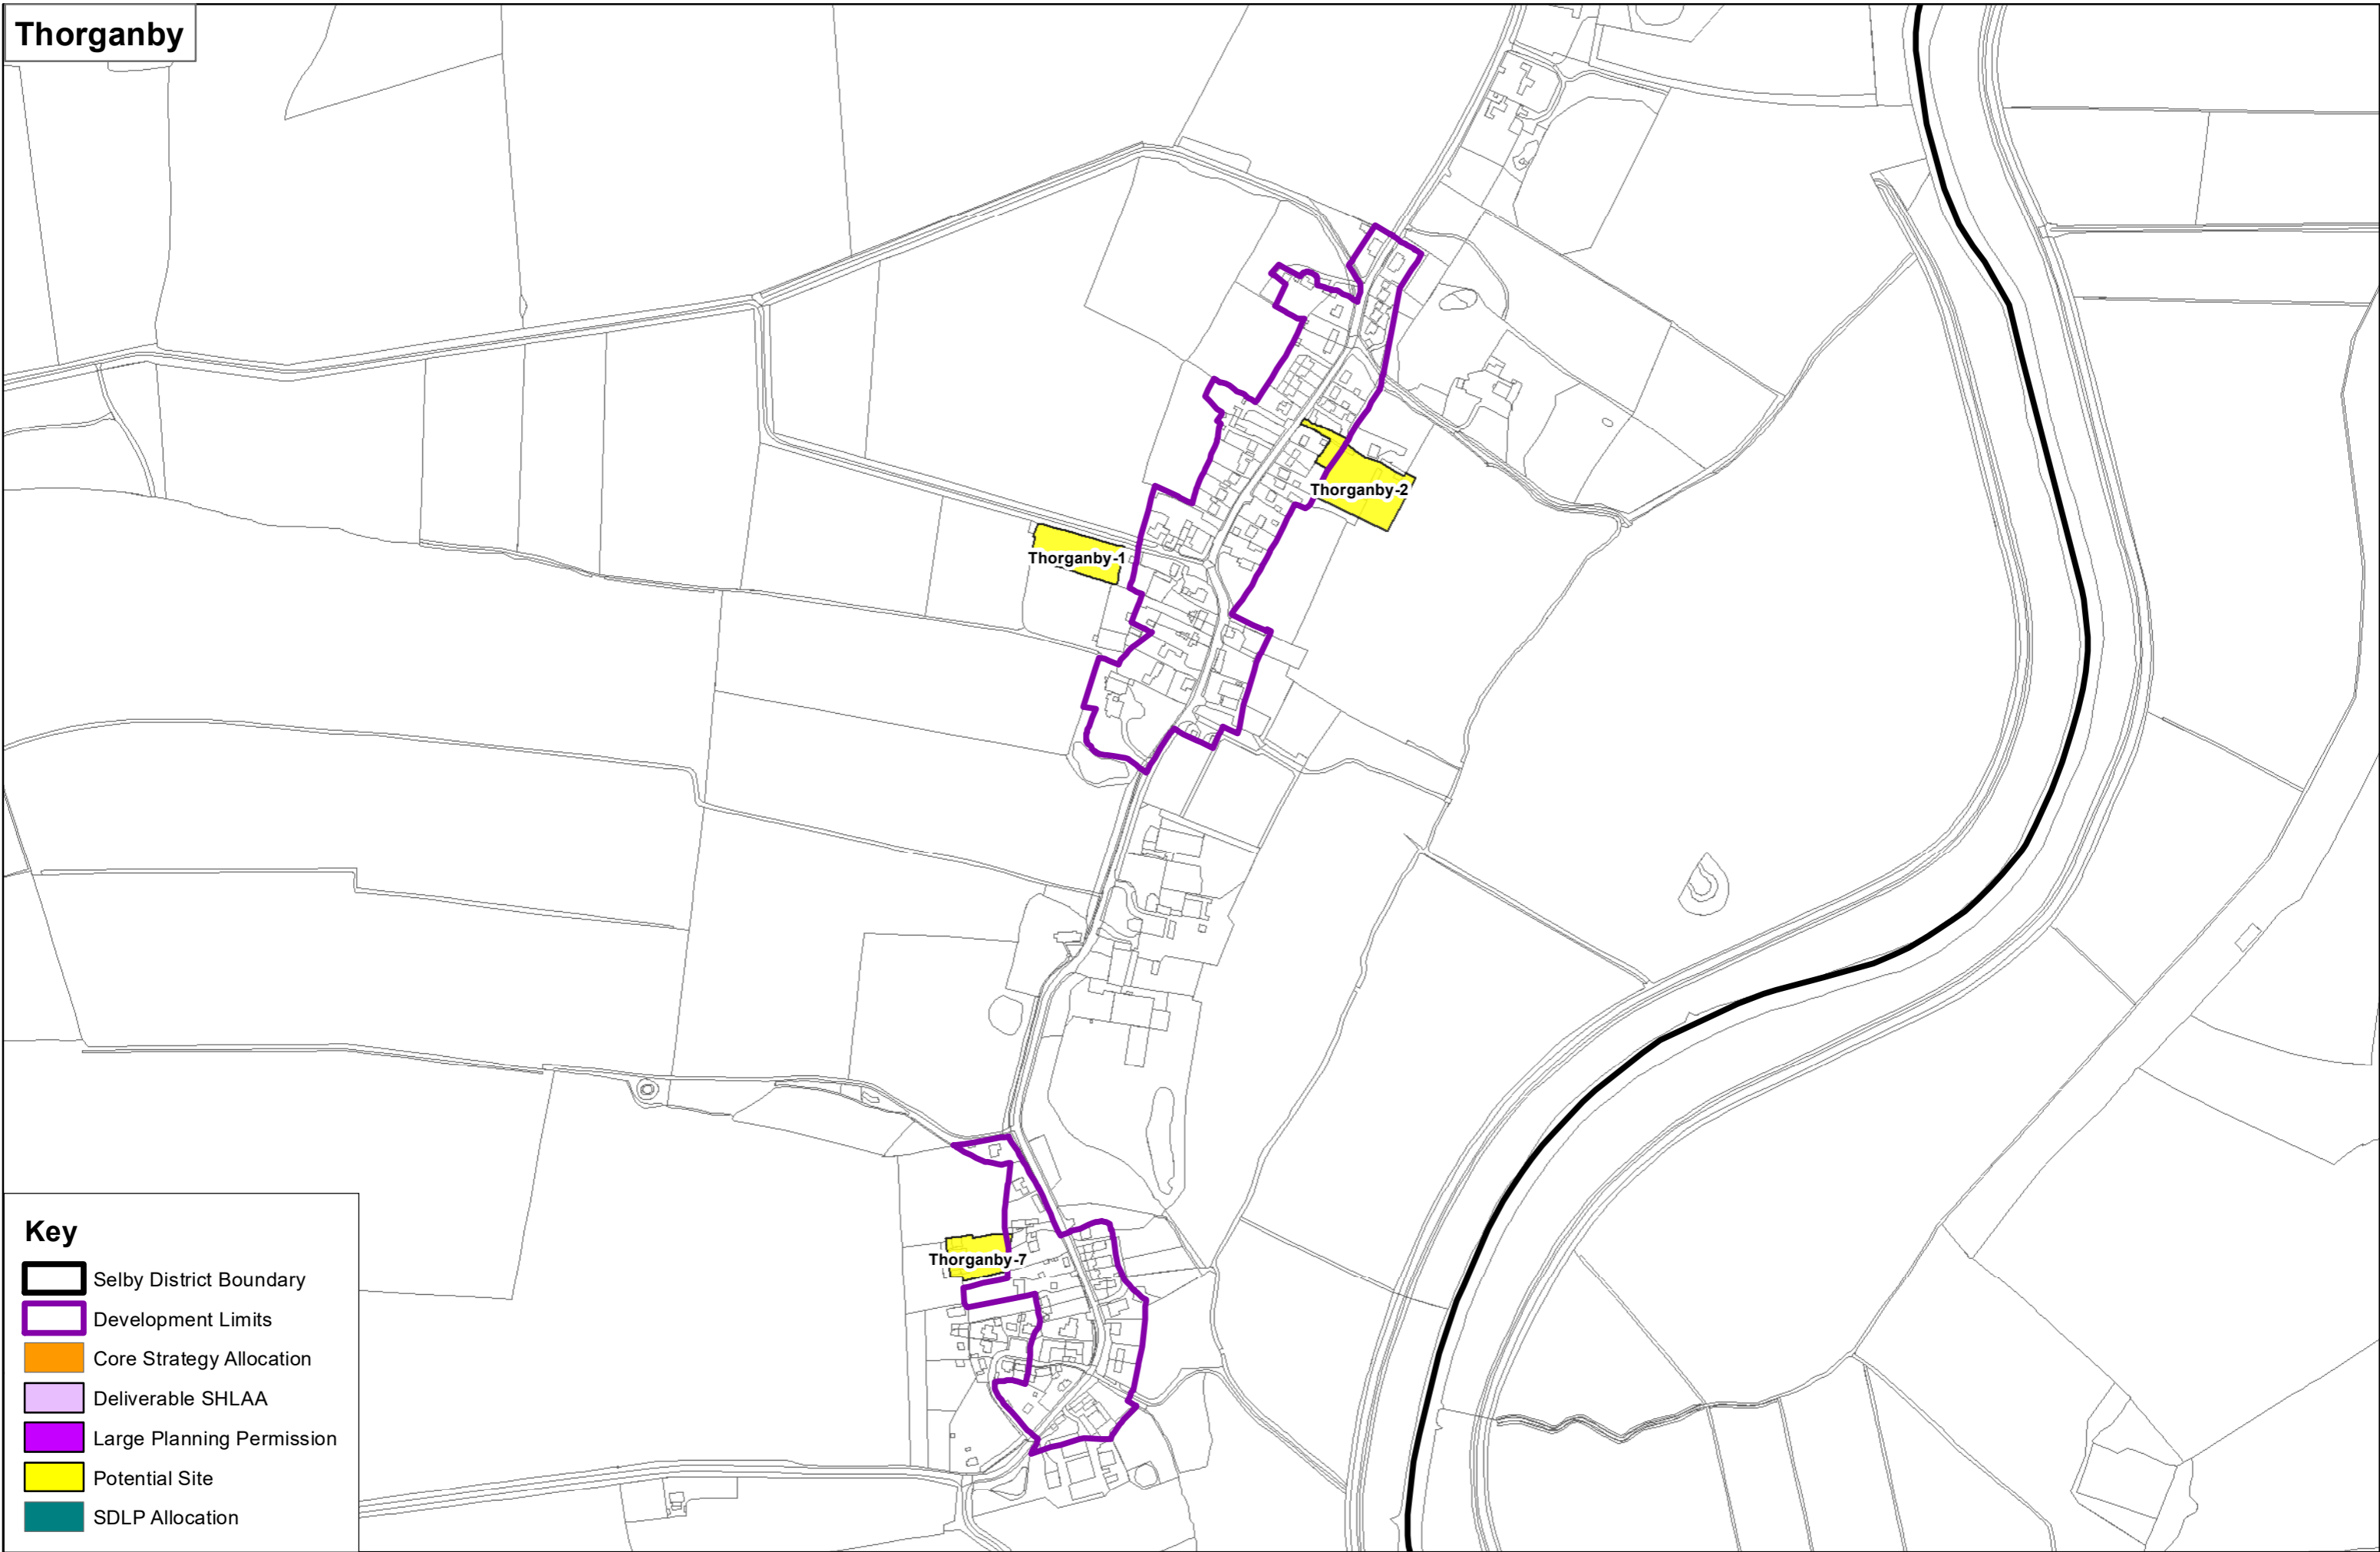 Thorganby
Thorganby-2
Thorganby-1
Thorganby-7
Key
Selby District Boundary
Development Limits
Core Strategy Allocation
Deliverable SHLAA
Large Planning Permission
Potential Site
SDLP Allocation